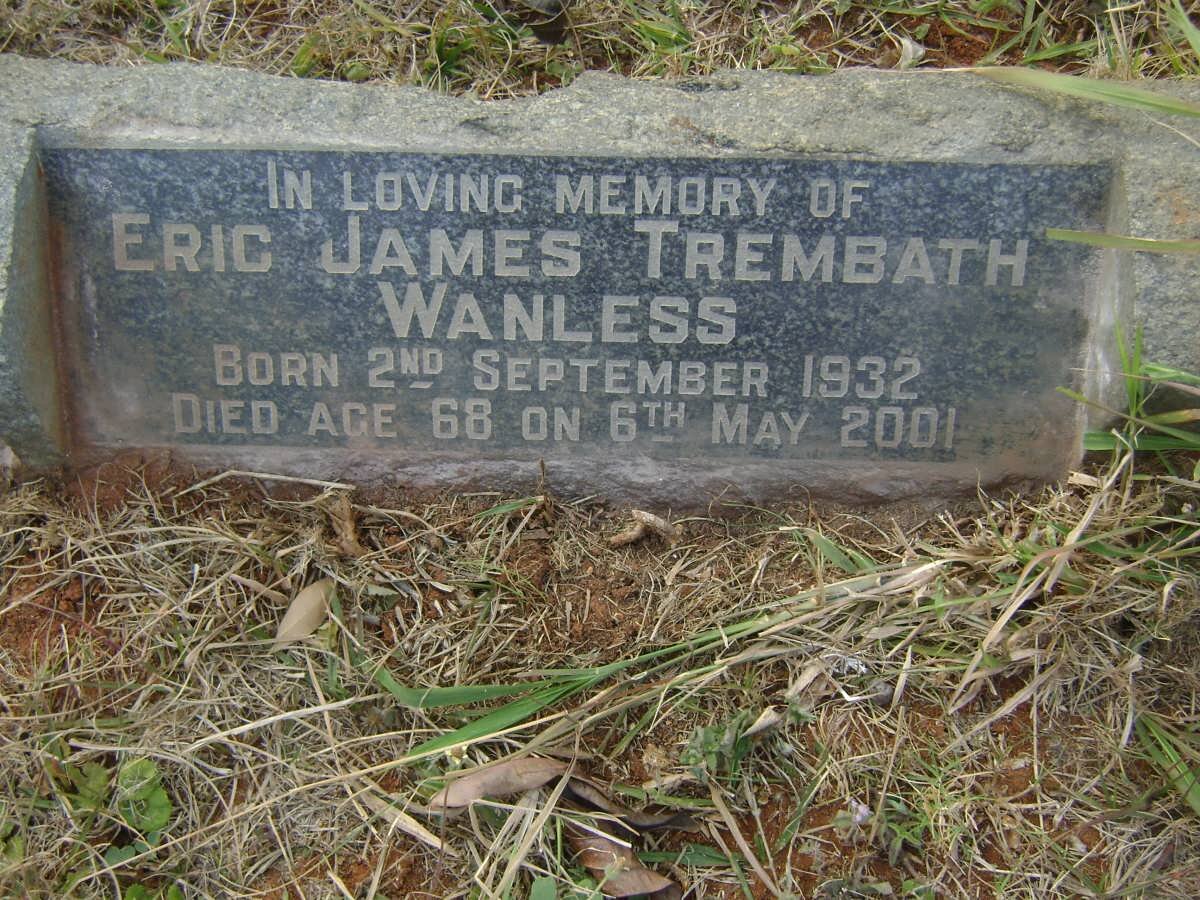 In Loving Memory of
Eric James Trembath
Wanless
Born 2nd September 1932
Died age 68 on 6th May 2001